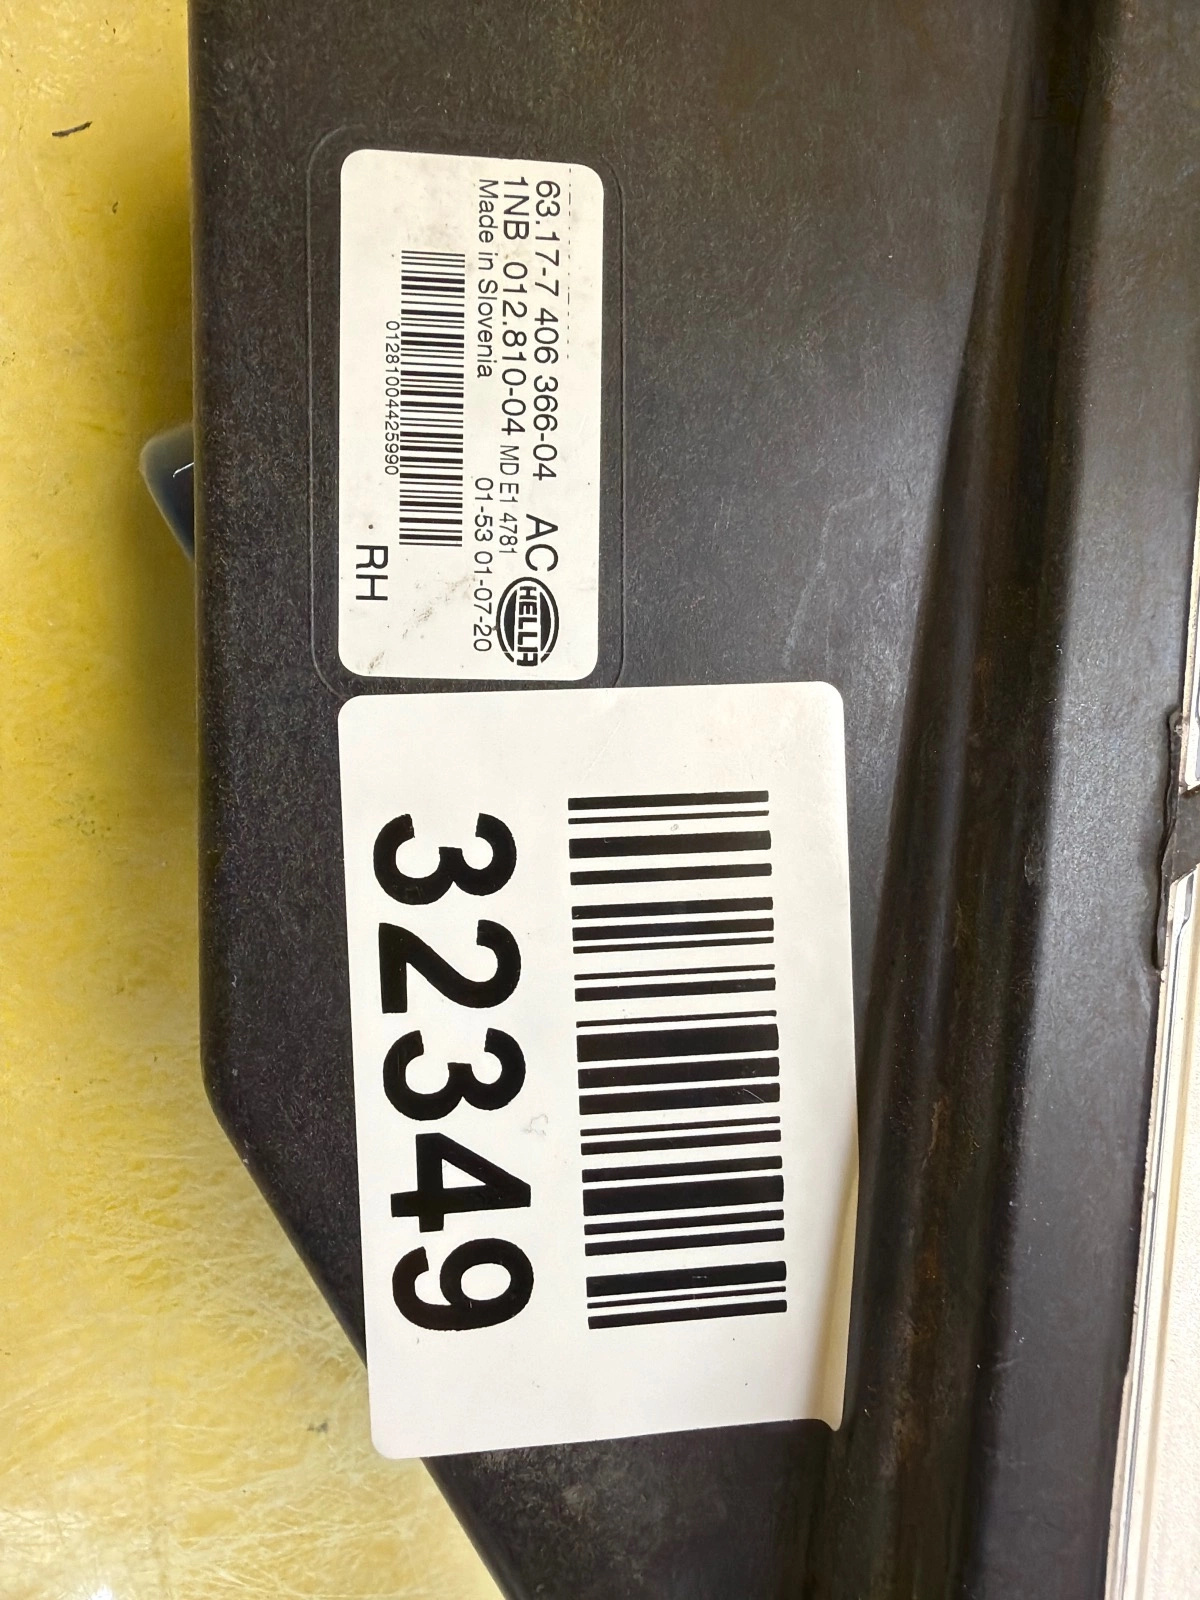 63.17-7 406 366-04 AC
1NB 012.810-04 MD E1 4781
HELLA
Made in Slovenia 01-53 01-07-20
01281004425990
RH
32349